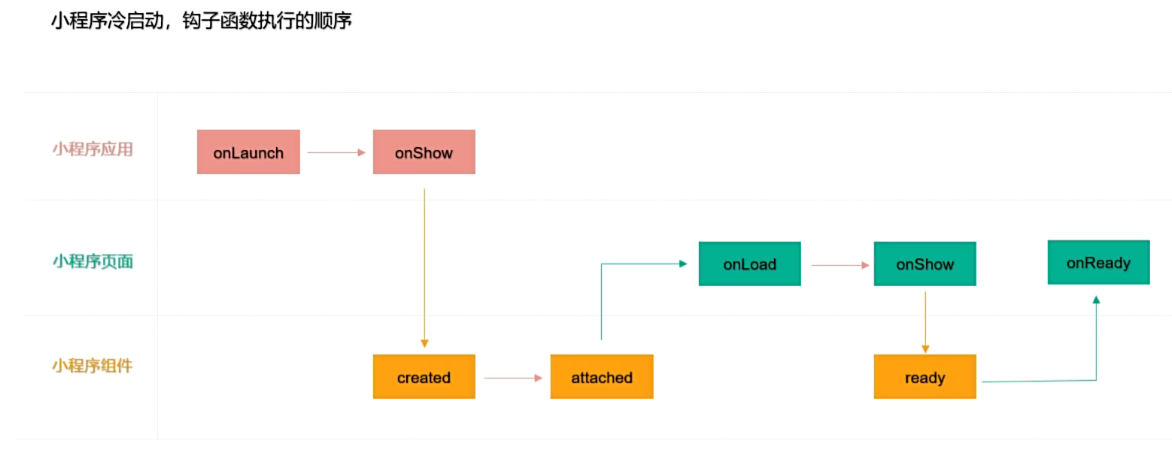 小程序冷启动，钩子函数执行的顺序
小程序应用
onLaunch
onShow
小程序页面
onLoad
onShow
onReady
小程序组件
created
attached
ready